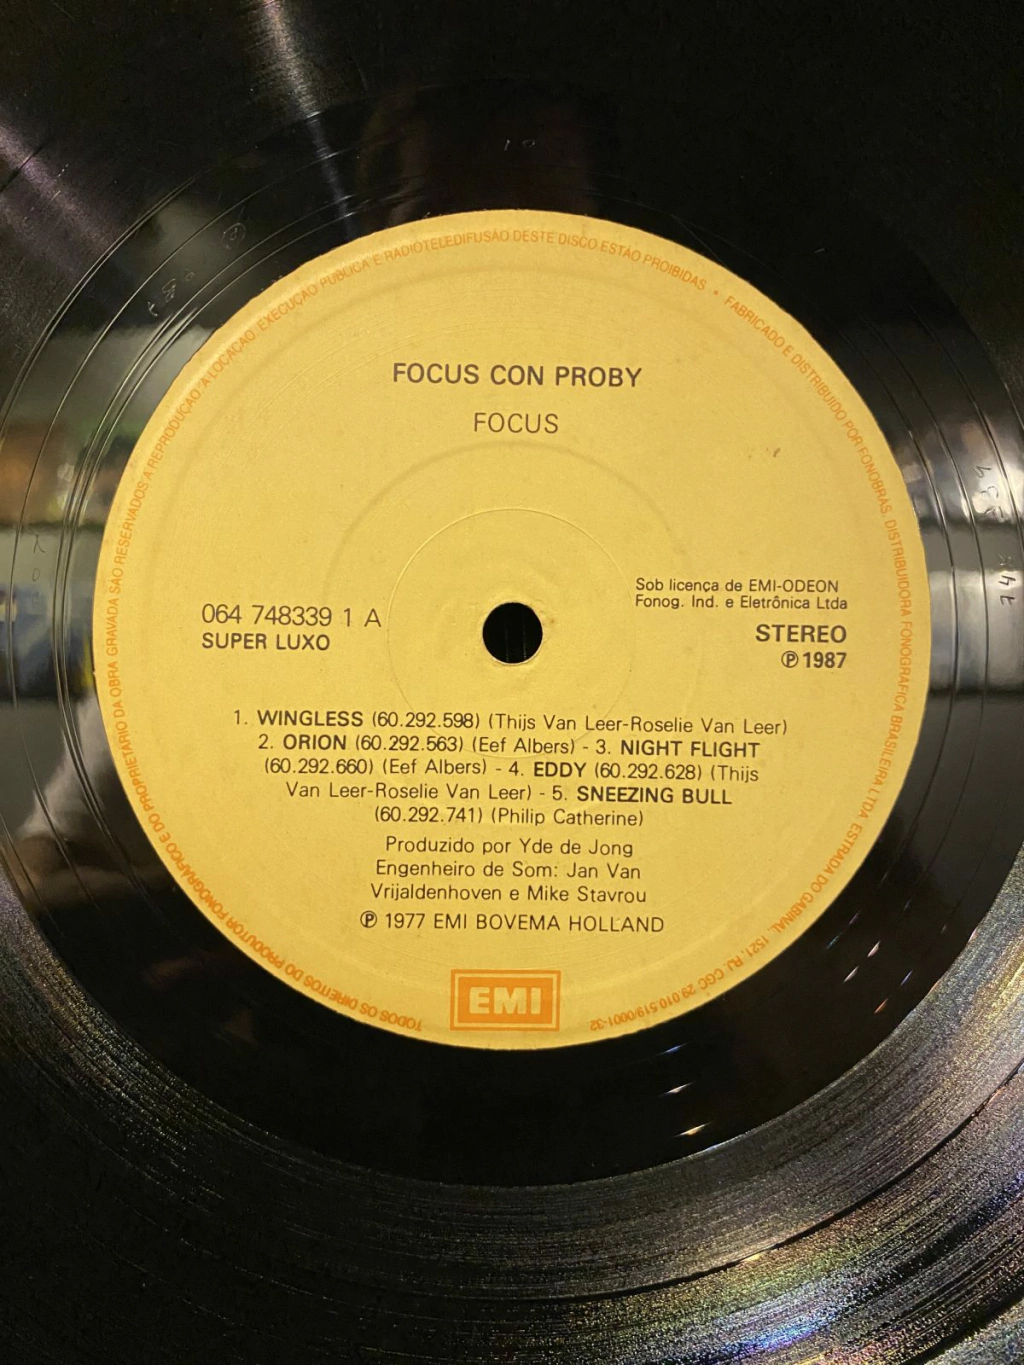 TODOS OS DIREITOS DO PRODUTOR FONOGRÁFICO E DO PROPRIETÁRIO DA OBRA GRAVADA SÃO RESERVADOS. A REPRODUÇÃO. A LOCAÇÃO. EXECUÇÃO PÚBLICA E RADIOTELEDIFUSÃO DESTE DISCO ESTÃO PROIBIDAS • FABRICADO E DISTRIBUIDO POR FONOBRAS. DISTRIBUIDORA FONOGRÁFICA BRASILEIRA LTDA. ESTRADA DO GABINAL, 1521. RJ. CGC 29.010.519/0001-32
FOCUS CON PROBY
FOCUS
Sob licença de EMI-ODEON
Fonog. Ind. e Eletrônica Ltda
064 748339 1 A
SUPER LUXO
STEREO
℗ 1987
1. WINGLESS (60.292.598) (Thijs Van Leer-Roselie Van Leer)
2. ORION (60.292.563) (Eef Albers) - 3. NIGHT FLIGHT
(60.292.660) (Eef Albers) - 4. EDDY (60.292.628) (Thijs
Van Leer-Roselie Van Leer) - 5. SNEEZING BULL
(60.292.741) (Philip Catherine)
Produzido por Yde de Jong
Engenheiro de Som: Jan Van
Vrijaldenhoven e Mike Stavrou
℗ 1977 EMI BOVEMA HOLLAND
EMI